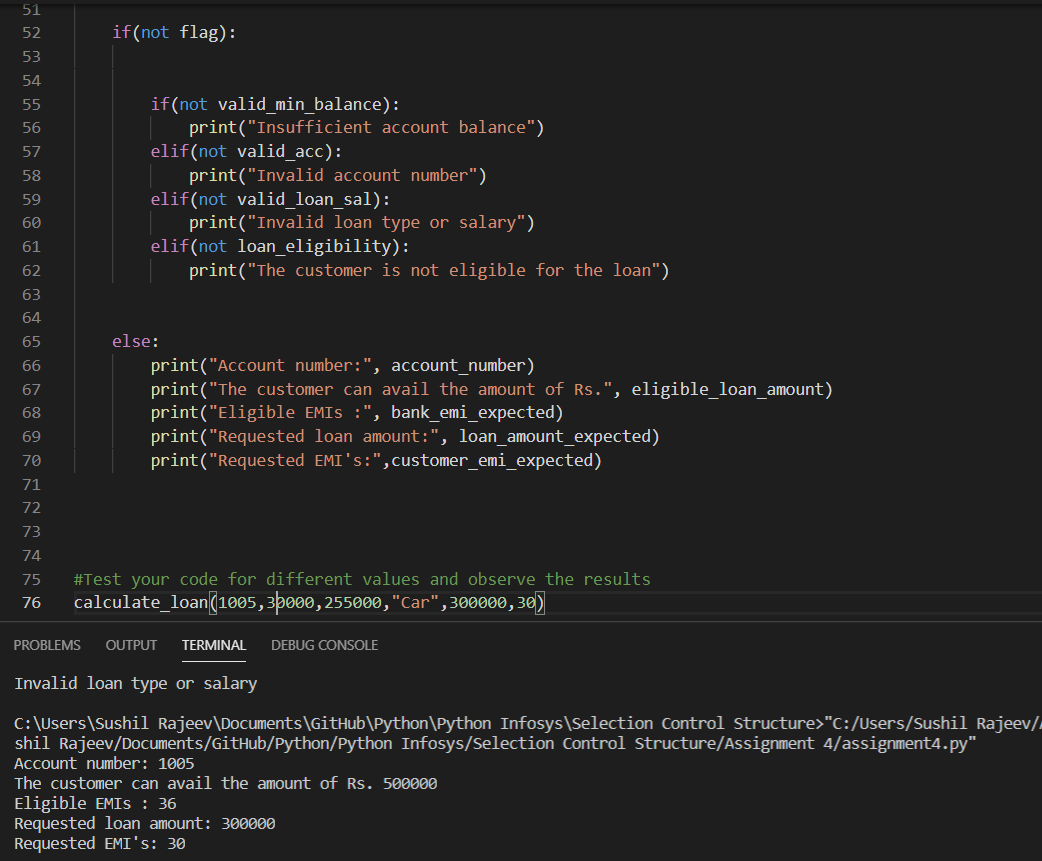 51
52 if(not flag):
53
54
55 if(not valid_min_balance):
56 print("Insufficient account balance")
57 elif(not valid_acc):
58 print("Invalid account number")
59 elif(not valid_loan_sal):
60 print("Invalid loan type or salary")
61 elif(not loan_eligibility):
62 print("The customer is not eligible for the loan")
63
64
65 else:
66 print("Account number:", account_number)
67 print("The customer can avail the amount of Rs.", eligible_loan_amount)
68 print("Eligible EMIs :", bank_emi_expected)
69 print("Requested loan amount:", loan_amount_expected)
70 print("Requested EMI's:",customer_emi_expected)
71
72
73
74
75 #Test your code for different values and observe the results
76 calculate_loan(1005,30000,255000,"Car",300000,30)
PROBLEMS OUTPUT TERMINAL DEBUG CONSOLE
Invalid loan type or salary
C:\Users\Sushil Rajeev\Documents\GitHub\Python\Python Infosys\Selection Control Structure>"C:/Users/Sushil Rajeev/
shil Rajeev/Documents/GitHub/Python/Python Infosys/Selection Control Structure/Assignment 4/assignment4.py"
Account number: 1005
The customer can avail the amount of Rs. 500000
Eligible EMIs : 36
Requested loan amount: 300000
Requested EMI's: 30